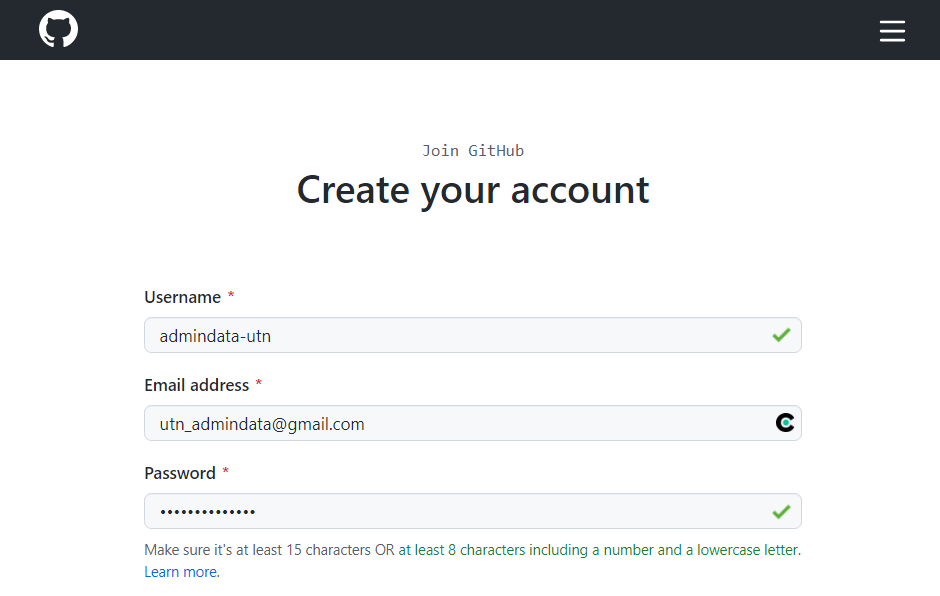 Join GitHub
Create your account
Username *
admindata-utn
Email address *
utn_admindata@gmail.com
Password *
••••••••••••••
Make sure it's at least 15 characters OR at least 8 characters including a number and a lowercase letter.
Learn more.